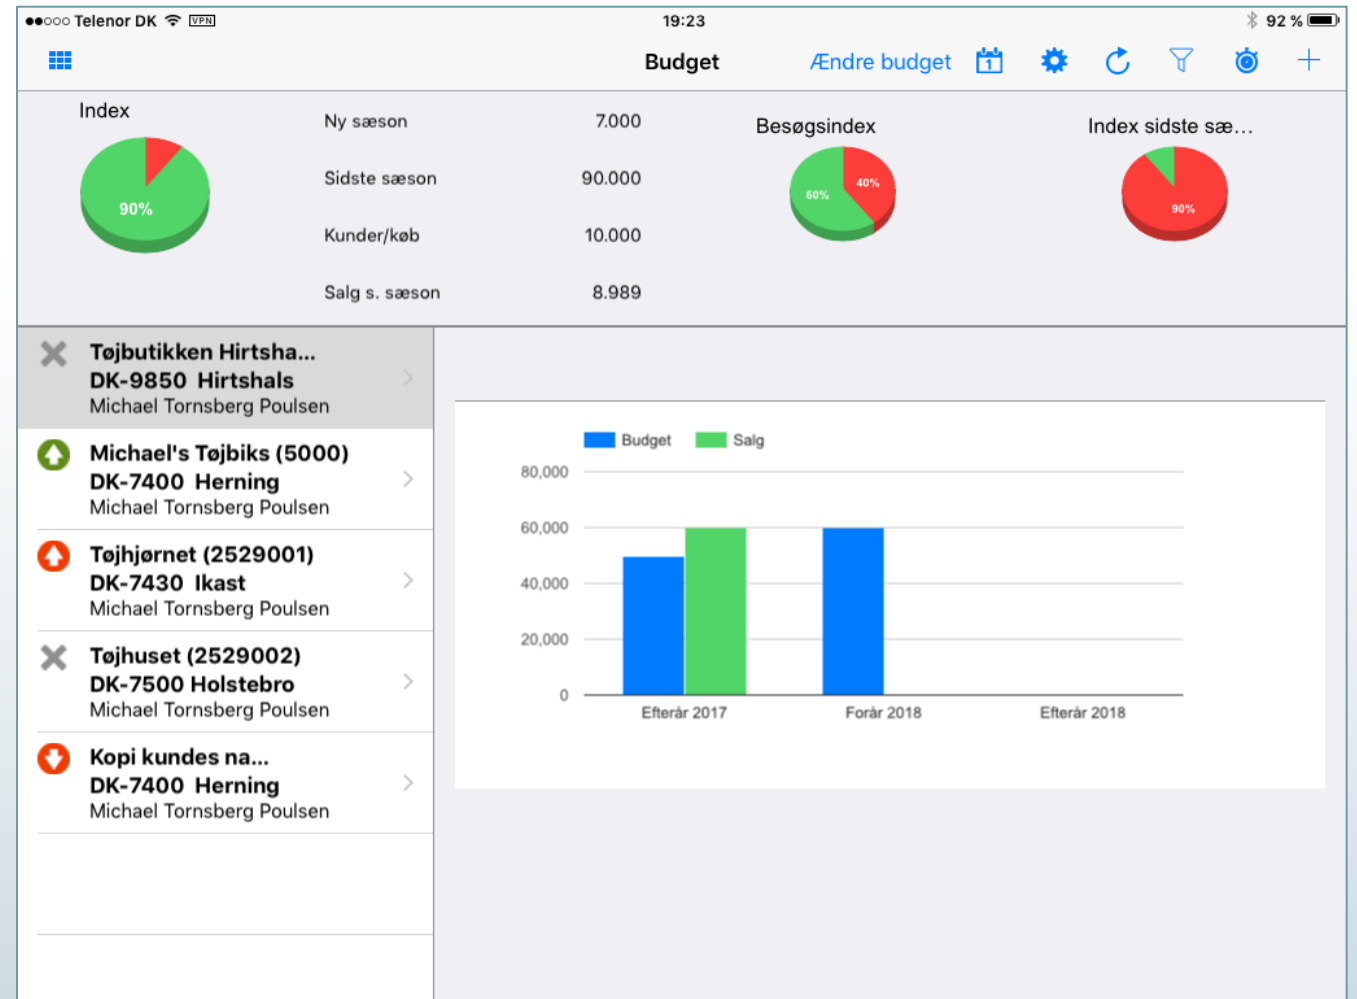 Telenor DK VPN 19:23 92 %
Budget Ændre budget 1
Index
90%
Ny sæson 7.000
Sidste sæson 90.000
Kunder/køb 10.000
Salg s. sæson 8.989
Besøgsindex
60% 40%
Index sidste sæ...
90%
Tøjbutikken Hirtsha...
DK-9850 Hirtshals
Michael Tornsberg Poulsen
Michael's Tøjbiks (5000)
DK-7400 Herning
Michael Tornsberg Poulsen
Tøjhjørnet (2529001)
DK-7430 Ikast
Michael Tornsberg Poulsen
Tøjhuset (2529002)
DK-7500 Holstebro
Michael Tornsberg Poulsen
Kopi kundes na...
DK-7400 Herning
Michael Tornsberg Poulsen
Budget Salg
80,000
60,000
40,000
20,000
0
Efterår 2017 Forår 2018 Efterår 2018